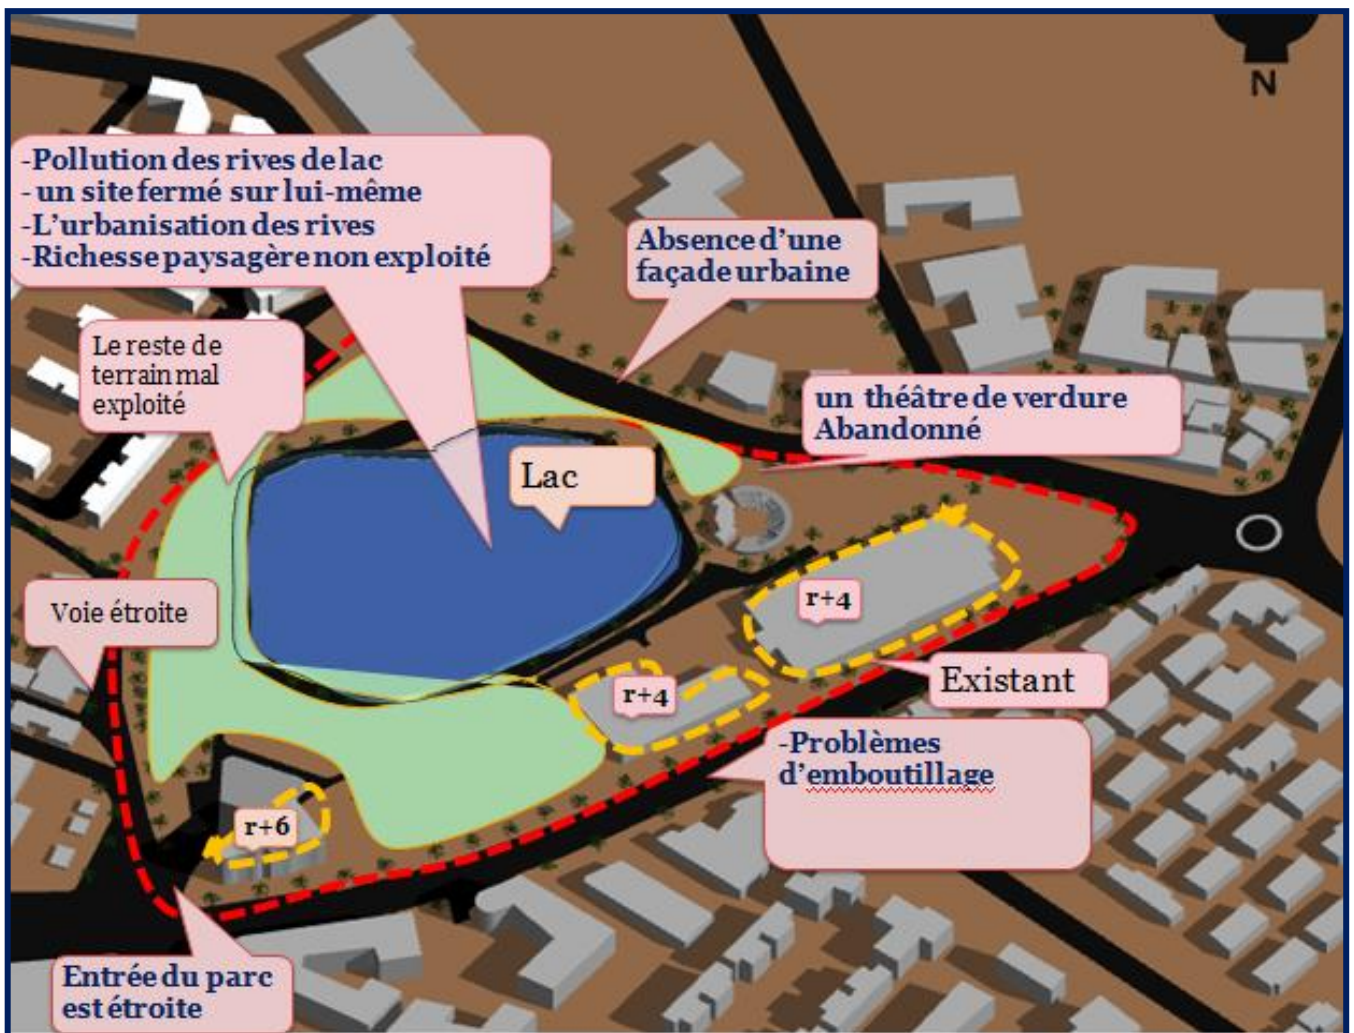 N
-Pollution des rives de lac
- un site fermé sur lui-même
-L'urbanisation des rives
-Richesse paysagère non exploité
Absence d'une
façade urbaine
Le reste de
terrain mal
exploité
un théâtre de verdure
Abandonné
Lac
Voie étroite
r+4
Existant
r+4
-Problèmes
d'emboutillage
r+6
Entrée du parc
est étroite